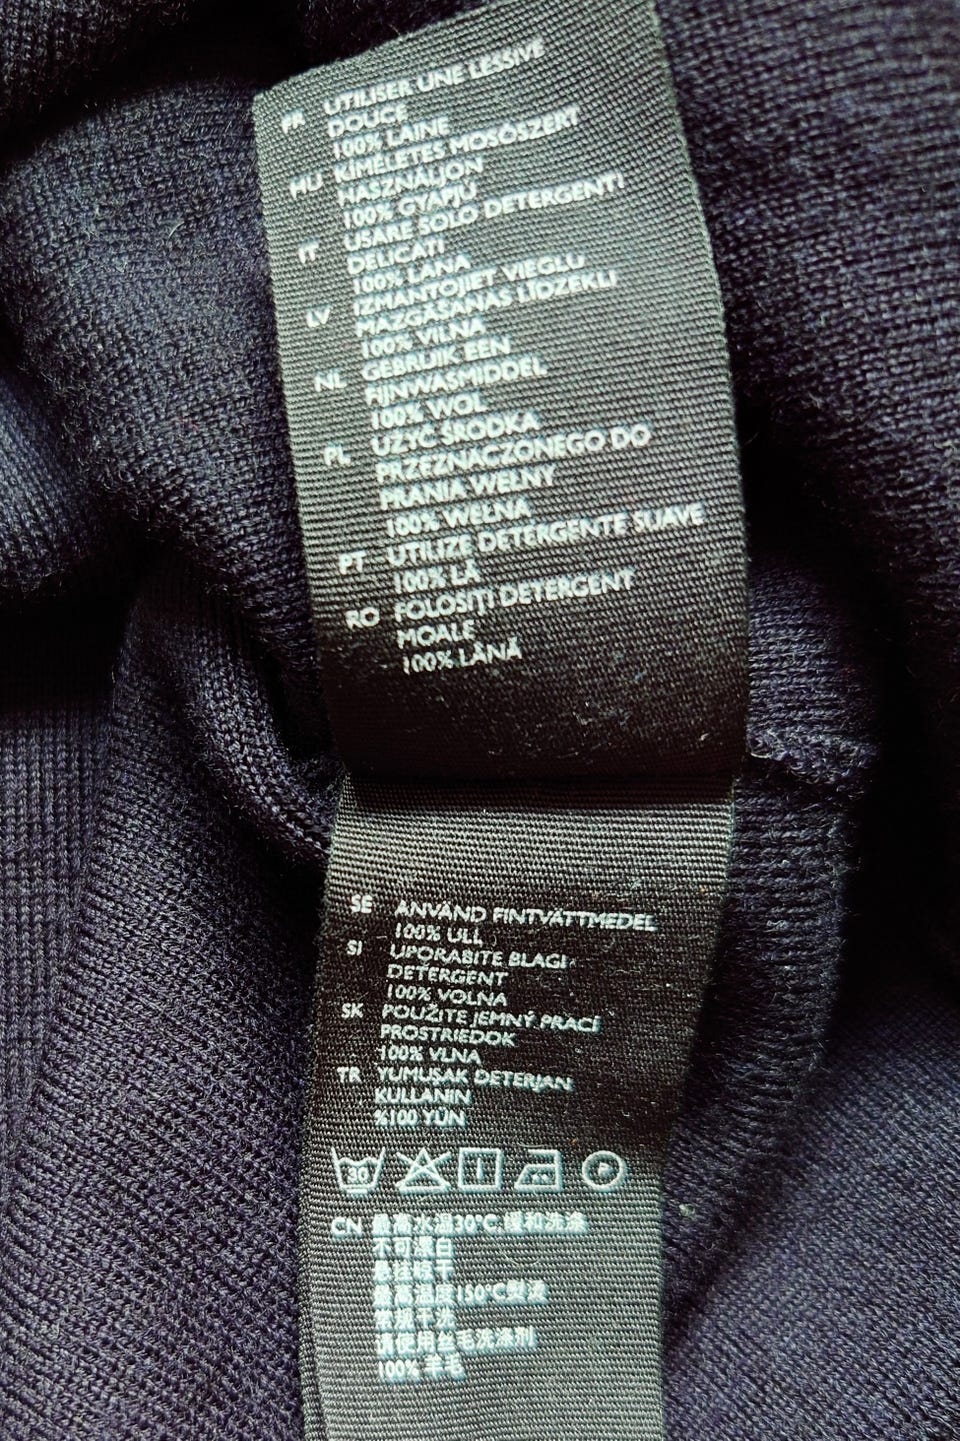 FR UTILISER UNE LESSIVE
DOUCE
100% LAINE
HU KÍMÉLETES MOSÓSZERT
HASZNÁLJON
100% GYAPJÚ
IT USARE SOLO DETERGENTI
DELICATI
100% LANA
LV IZMANTOJIET VIEGLU
MAZGĀŠANAS LĪDZEKLI
100% VILNA
NL GEBRUIK EEN
FIJNWASMIDDEL
100% WOL
PL UŻYĆ ŚRODKA
PRZEZNACZONEGO DO
PRANIA WEŁNY
100% WEŁNA
PT UTILIZE DETERGENTE SUAVE
100% LÃ
RO FOLOSIȚI DETERGENT
MOALE
100% LÂNĂ
SE ANVÄND FINTVÄTTMEDEL
100% ULL
SI UPORABITE BLAGI
DETERGENT
100% VOLNA
SK POUŽITE JEMNÝ PRACÍ
PROSTRIEDOK
100% VLNA
TR YUMUŞAK DETERJAN
KULLANIN
%100 YÜN
30 P
CN 最高水温30°C,缓和洗涤
不可漂白
悬挂晾干
最高温度150°C熨烫
常规干洗
请使用丝毛洗涤剂
100% 羊毛